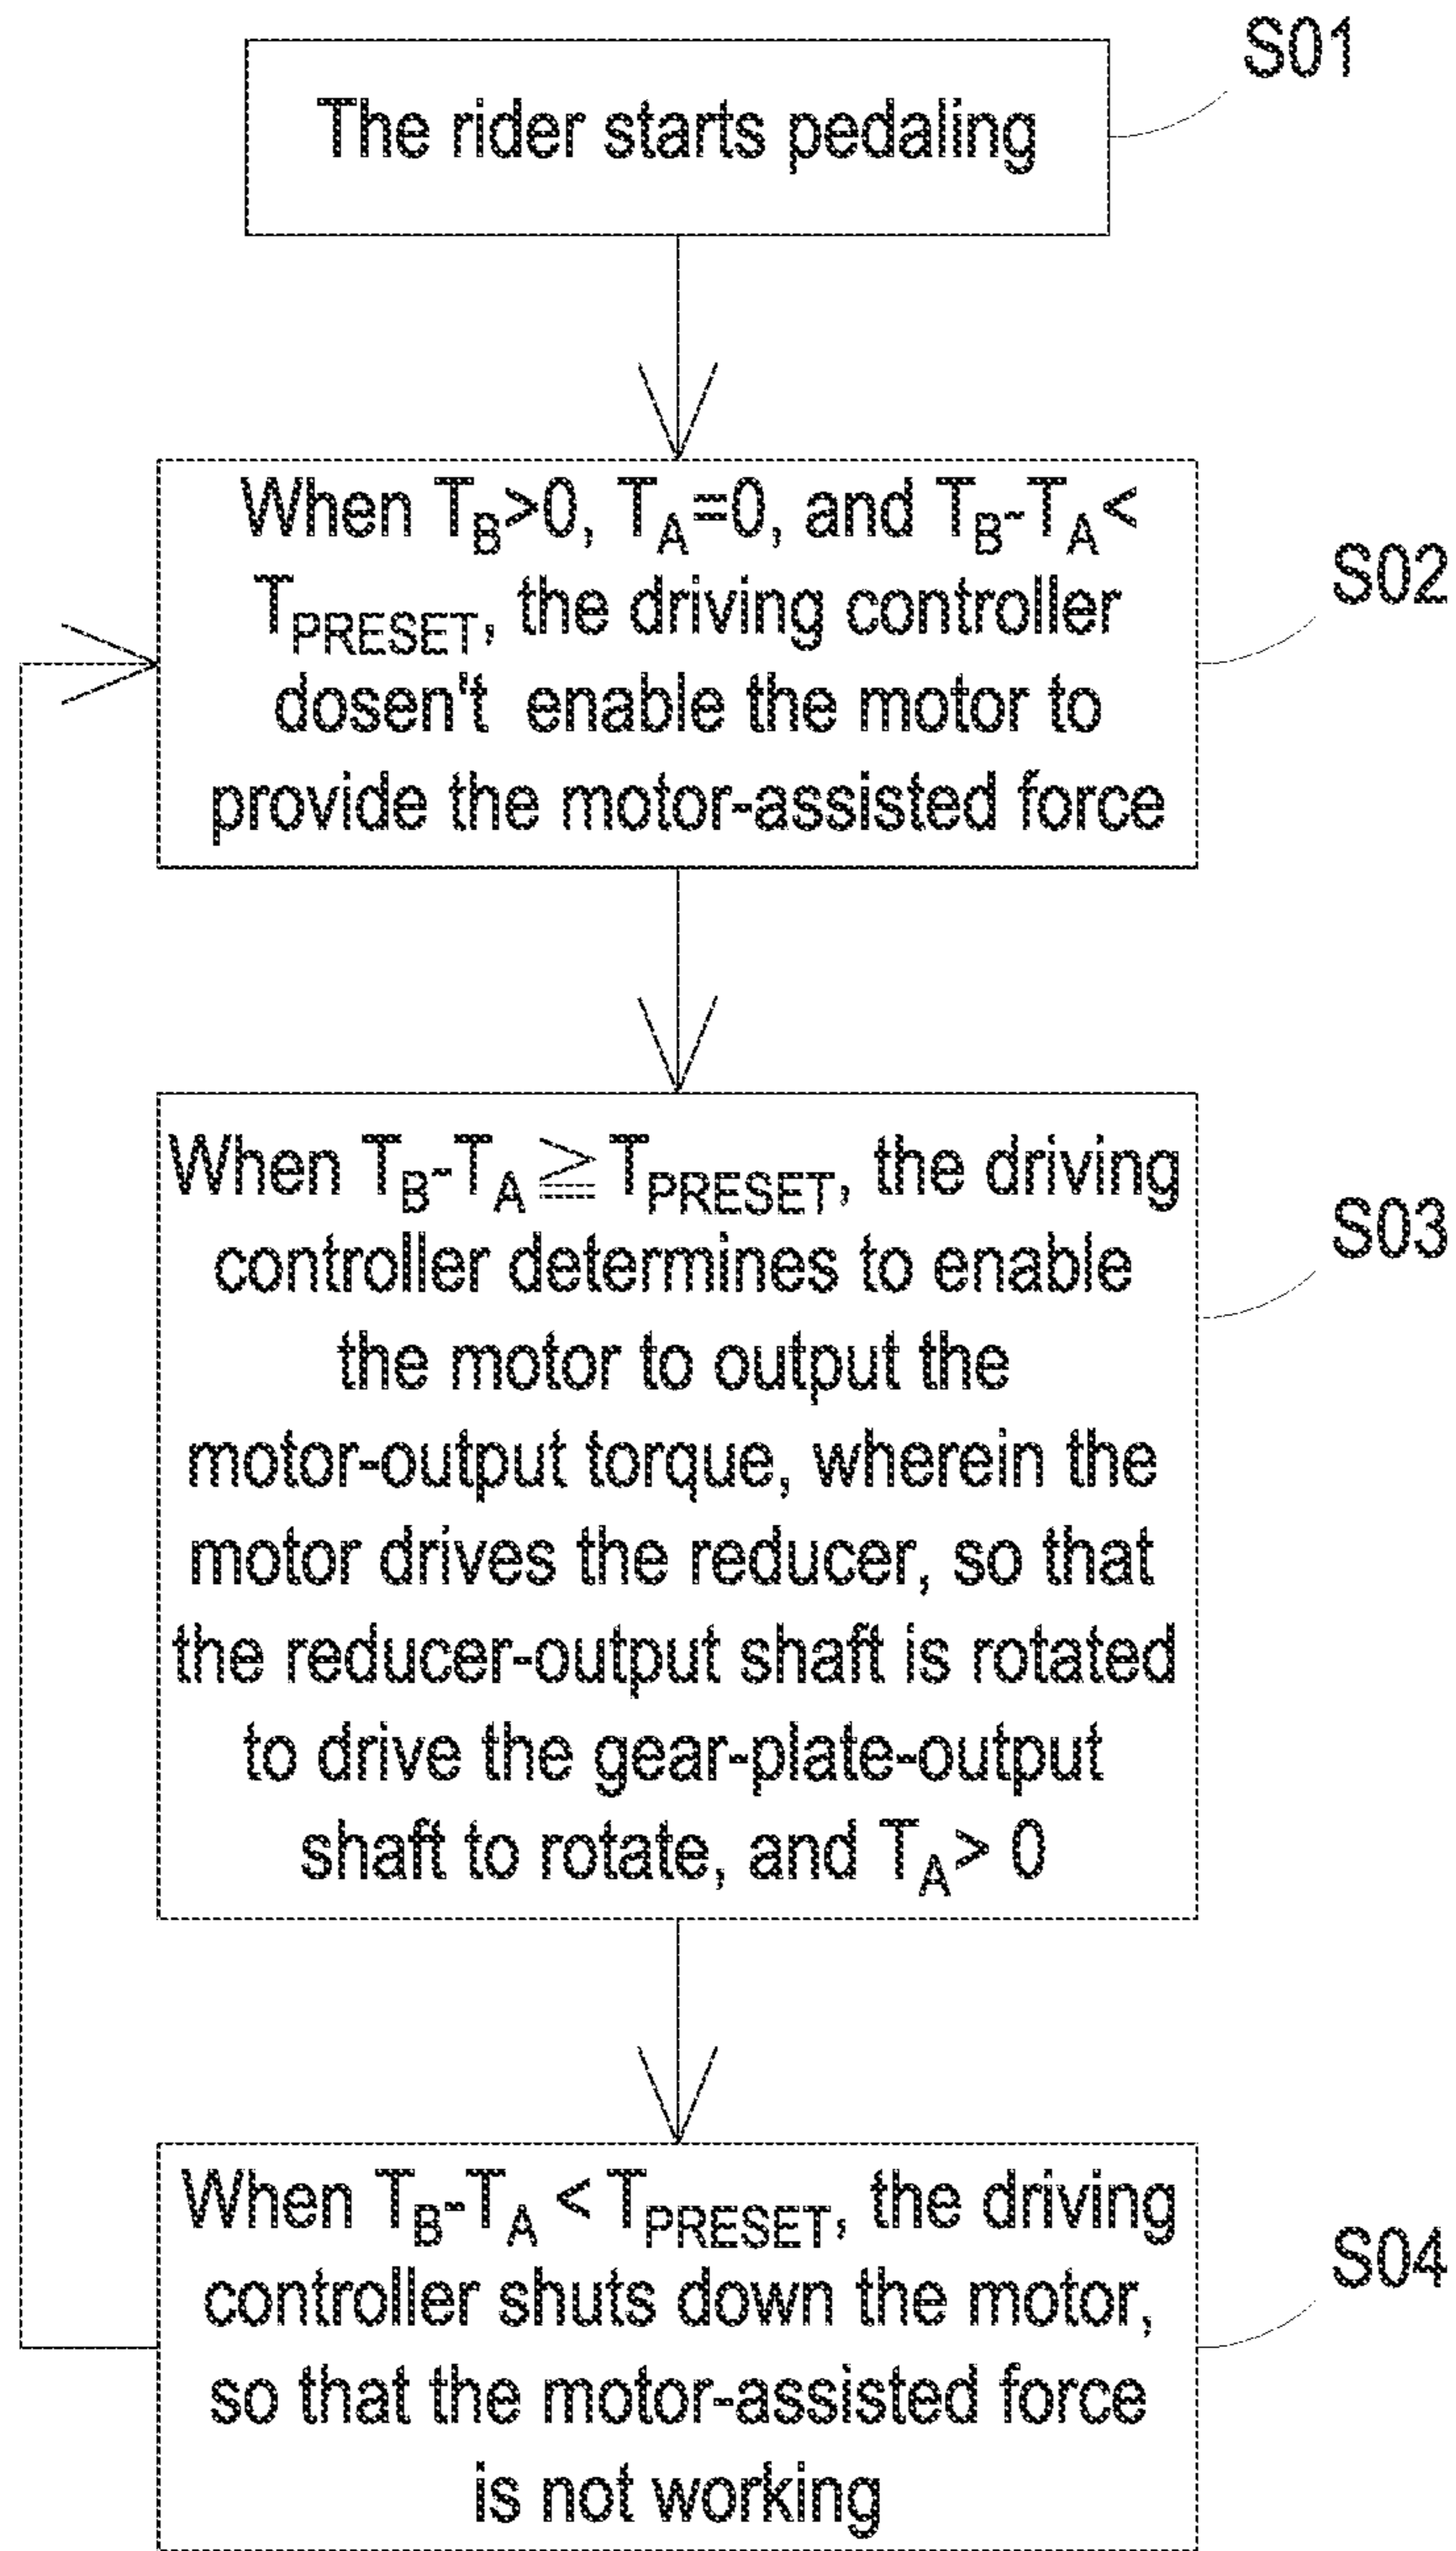 S01
The rider starts pedaling
When TB>0, TA=0, and TB-TA<
TPRESET, the driving controller
dosen't enable the motor to
provide the motor-assisted force
S02
When TB-TA≧TPRESET, the driving
controller determines to enable
the motor to output the
motor-output torque, wherein the
motor drives the reducer, so that
the reducer-output shaft is rotated
to drive the gear-plate-output
shaft to rotate, and TA> 0
S03
When TB-TA < TPRESET, the driving
controller shuts down the motor,
so that the motor-assisted force
is not working
S04